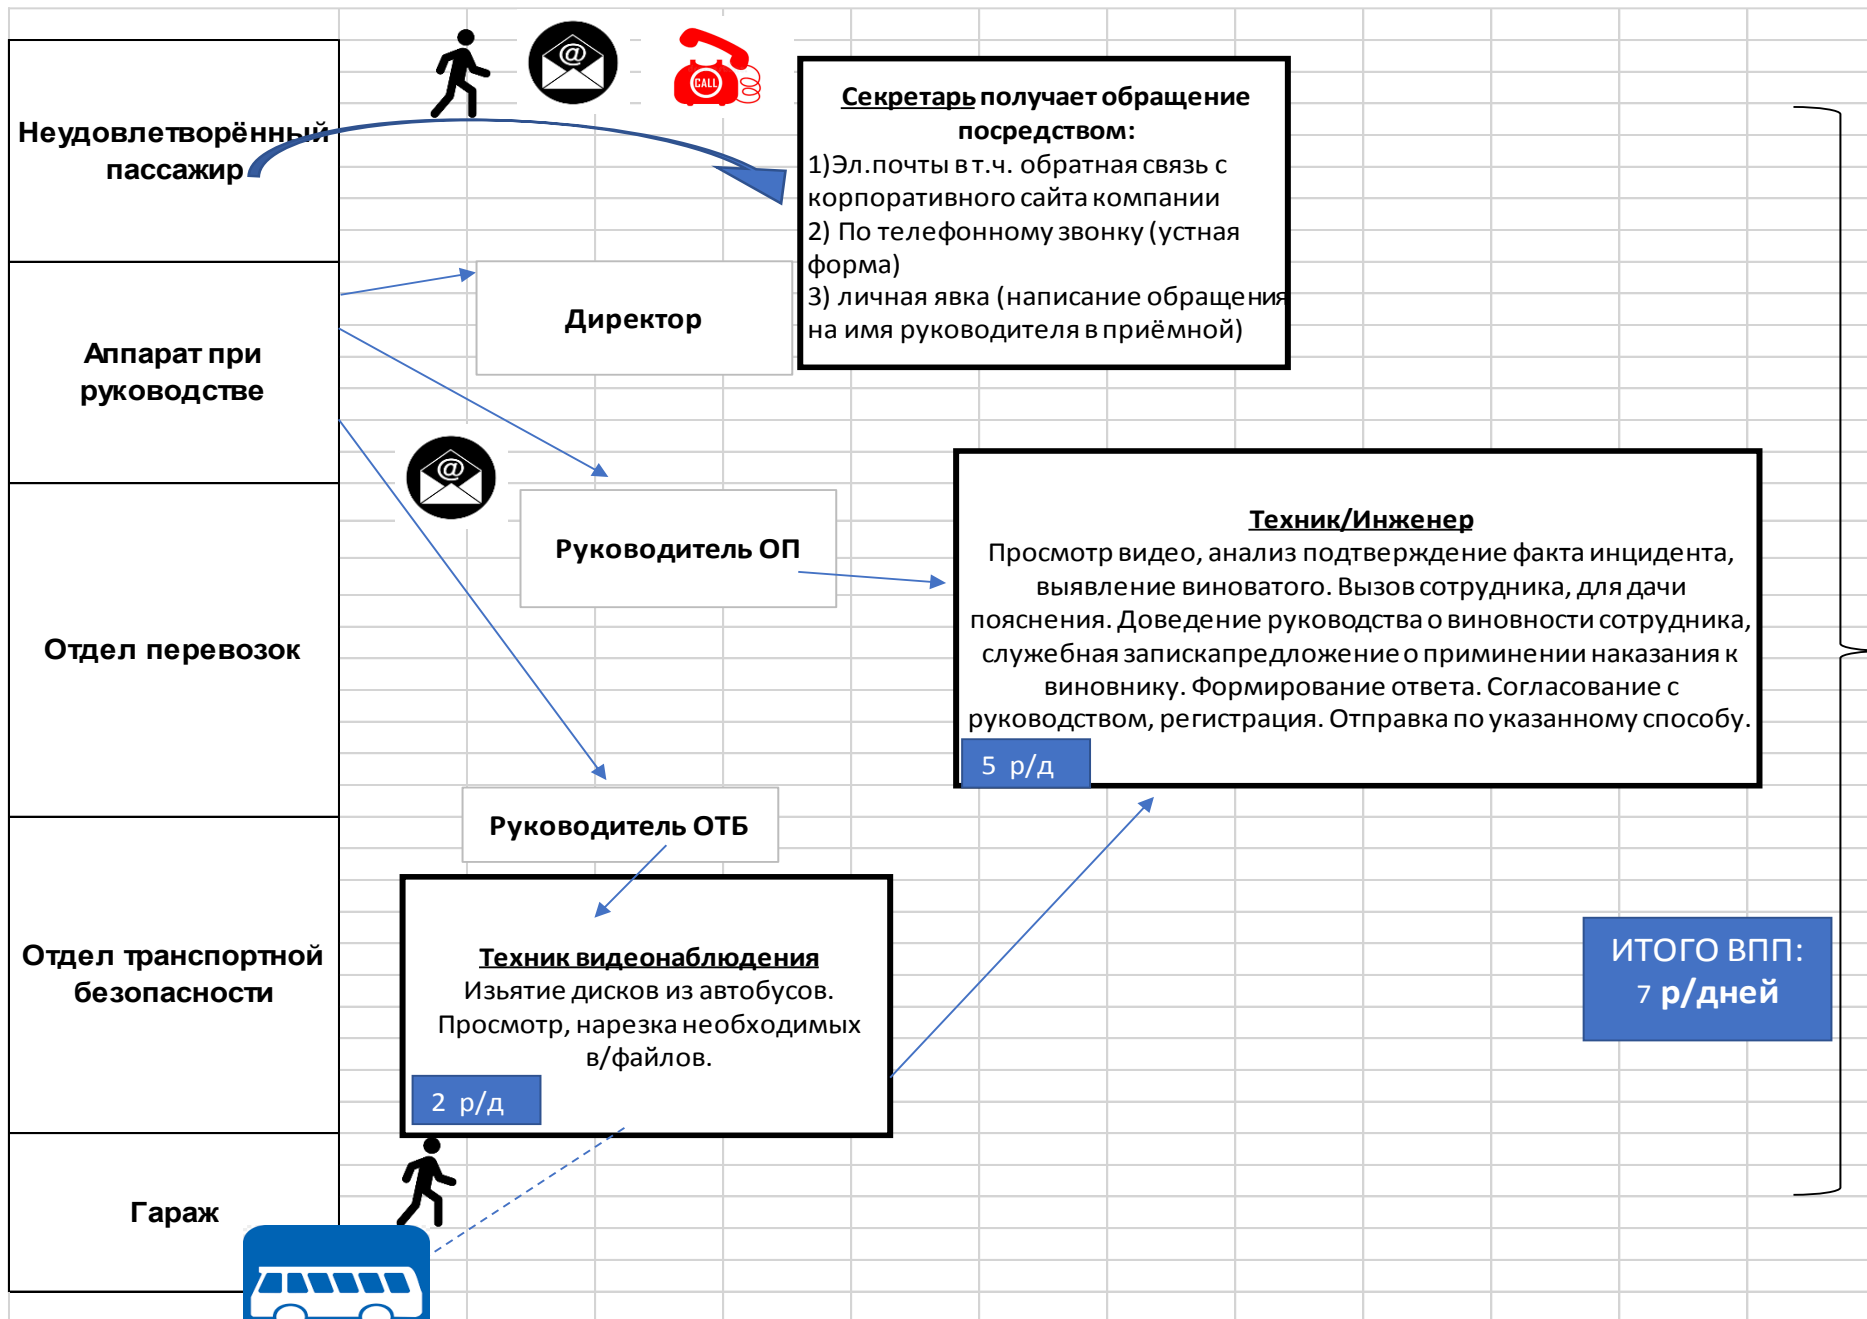 Неудовлетворённый
пассажир
@
CALL
Секретарь получает обращение
посредством:
1)Эл.почты в т.ч. обратная связь с
корпоративного сайта компании
2) По телефонному звонку (устная
форма)
3) личная явка (написание обращения
на имя руководителя в приёмной)
Аппарат при
руководстве
Директор
@
Отдел перевозок
Руководитель ОП
Техник/Инженер
Просмотр видео, анализ подтверждение факта инцидента,
выявление виноватого. Вызов сотрудника, для дачи
пояснения. Доведение руководства о виновности сотрудника,
служебная запискапредложение о приминении наказания к
виновнику. Формирование ответа. Согласование с
руководством, регистрация. Отправка по указанному способу.
5 р/д
Руководитель ОТБ
Отдел транспортной
безопасности
Техник видеонаблюдения
Изьятие дисков из автобусов.
Просмотр, нарезка необходимых
в/файлов.
2 р/д
ИТОГО ВПП:
7 р/дней
Гараж